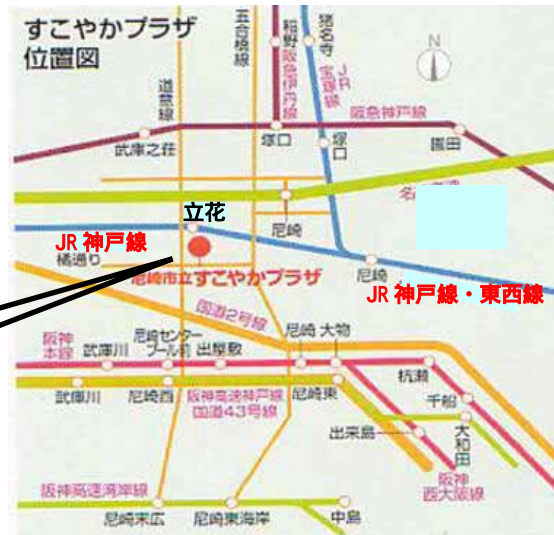 すこやかプラザ
位置図
五合橋線
道意線
稲野
阪急伊丹線
猪名寺
JR宝塚線
N
阪急神戸線
武庫之荘
塚口
塚口
園田
立花
尼崎
JR 神戸線
橘通り
尼崎市立すこやかプラザ
尼崎
JR 神戸線・東西線
国道2号線
阪神
本線
武庫川
尼崎センター
プール前
出屋敷
尼崎
大物
杭瀬
武庫川
尼崎西
阪神高速神戸線
国道43号線
尼崎東
千船
出来島
大和田
阪神
西大阪線
阪神高速湾岸線
尼崎末広
尼崎東海岸
中島